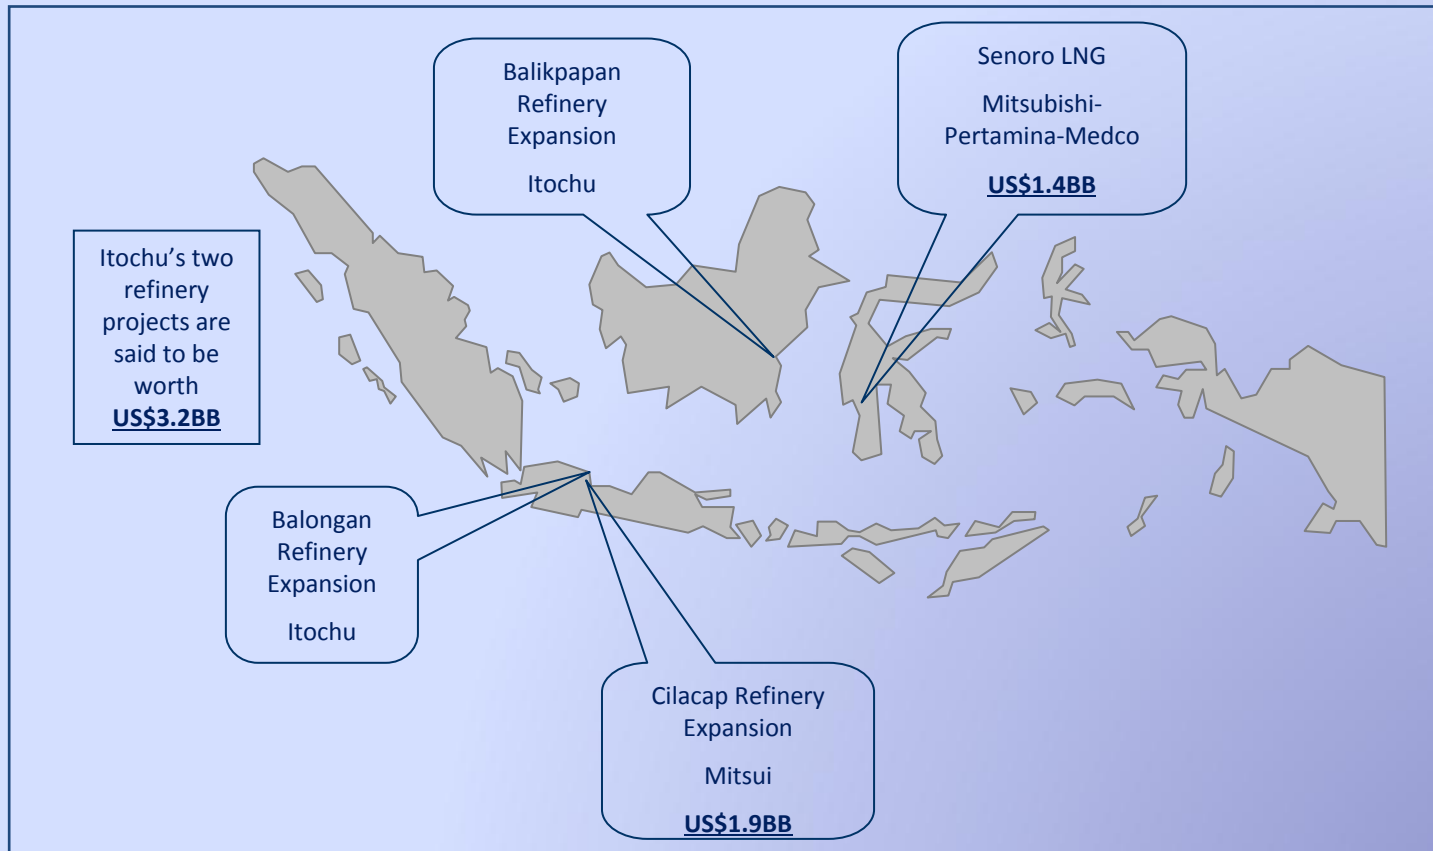 Balikpapan
Refinery
Expansion
Itochu
Senoro LNG
Mitsubishi-
Pertamina-Medco
US$1.4BB
Itochu’s two
refinery
projects are
said to be
worth
US$3.2BB
Balongan
Refinery
Expansion
Itochu
Cilacap Refinery
Expansion
Mitsui
US$1.9BB